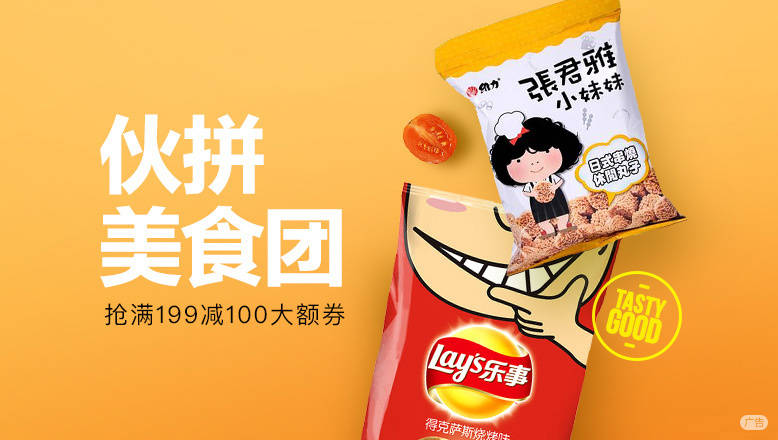 伙拼
美食团
抢满199减100大额券
維力
張君雅
小妹妹
日式串燒
休閒丸子
TASTY
GOOD
Lay's乐事
得克萨斯烧烤味
广告